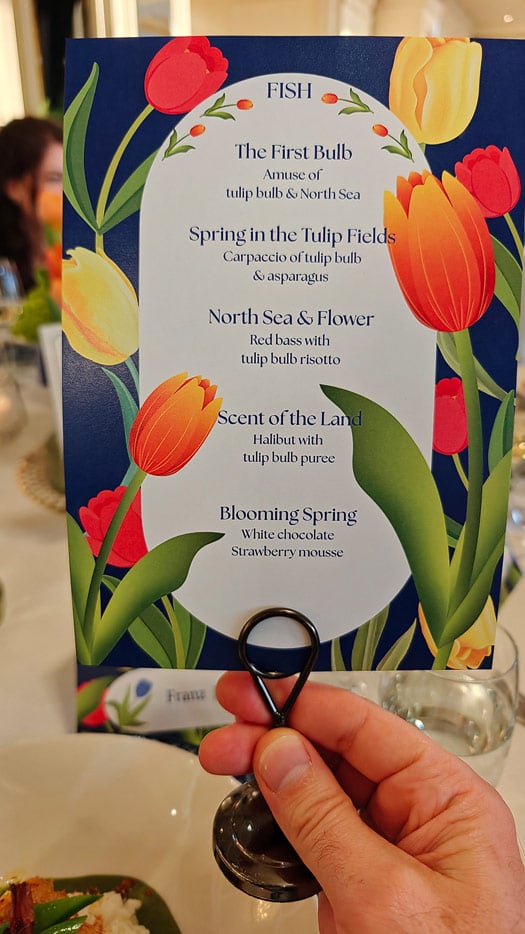 FISH
The First Bulb
Amuse of
tulip bulb & North Sea
Spring in the Tulip Fields
Carpaccio of tulip bulb
& asparagus
North Sea & Flower
Red bass with
tulip bulb risotto
Scent of the Land
Halibut with
tulip bulb puree
Blooming Spring
White chocolate
Strawberry mousse
Franz